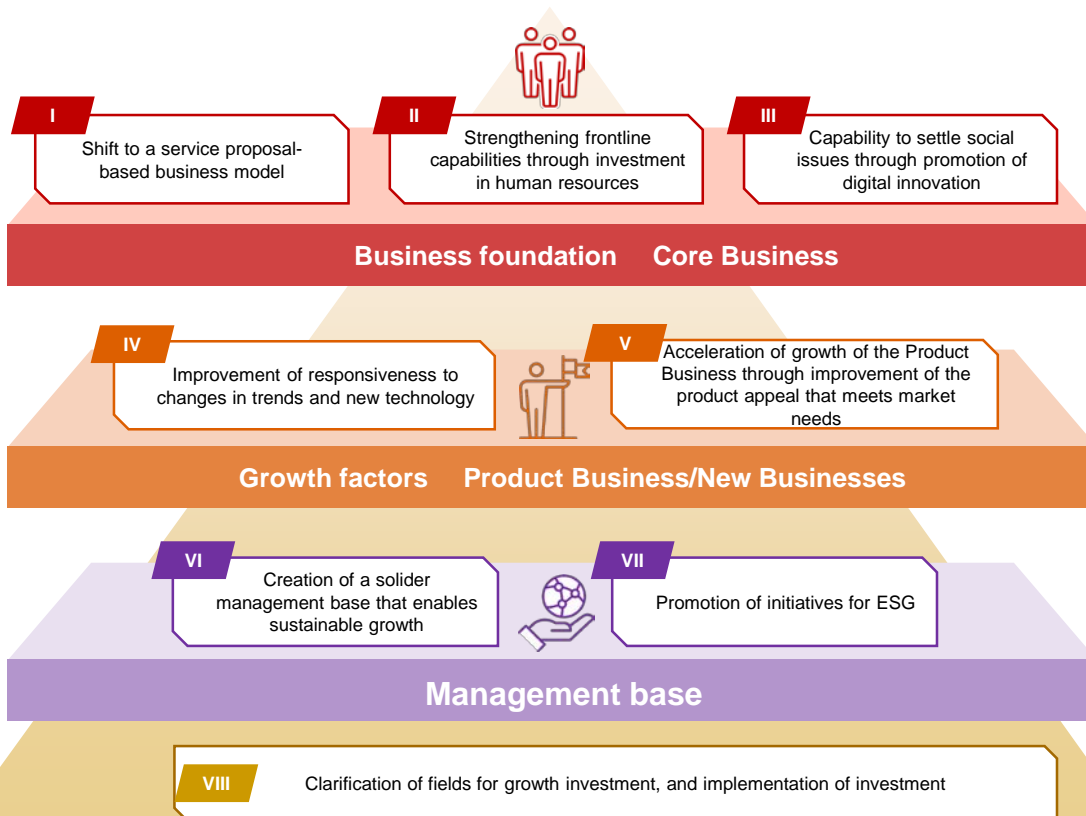 I
Shift to a service proposal-
based business model
II
Strengthening frontline
capabilities through investment
in human resources
III
Capability to settle social
issues through promotion of
digital innovation
Business foundation Core Business
IV
Improvement of responsiveness to
changes in trends and new technology
V
Acceleration of growth of the Product
Business through improvement of the
product appeal that meets market
needs
Growth factors Product Business/New Businesses
VI
Creation of a solider
management base that enables
sustainable growth
VII
Promotion of initiatives for ESG
Management base
VIII
Clarification of fields for growth investment, and implementation of investment